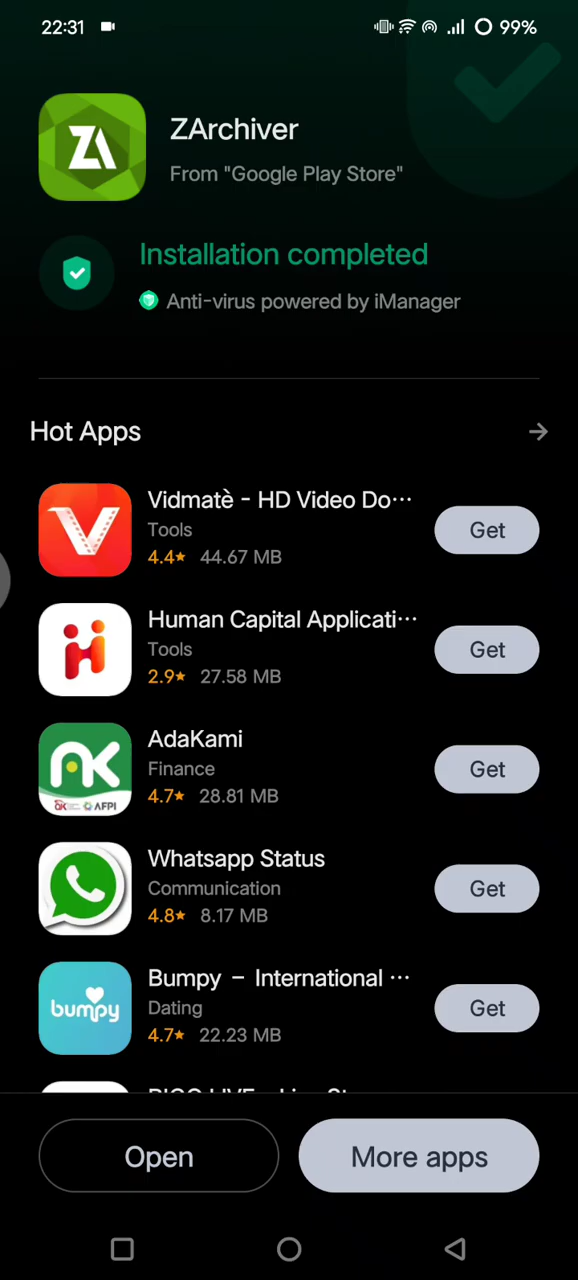 22:31
99%
ZArchiver
From "Google Play Store"
Installation completed
Anti-virus powered by iManager
Hot Apps
Vidmatè - HD Video Do···
Tools
4.4★ 44.67 MB
Get
Human Capital Applicati···
Tools
2.9★ 27.58 MB
Get
AdaKami
Finance
4.7★ 28.81 MB
Get
AFPI
Whatsapp Status
Communication
4.8★ 8.17 MB
Get
bumpy
Bumpy – International ···
Dating
4.7★ 22.23 MB
Get
Open
More apps